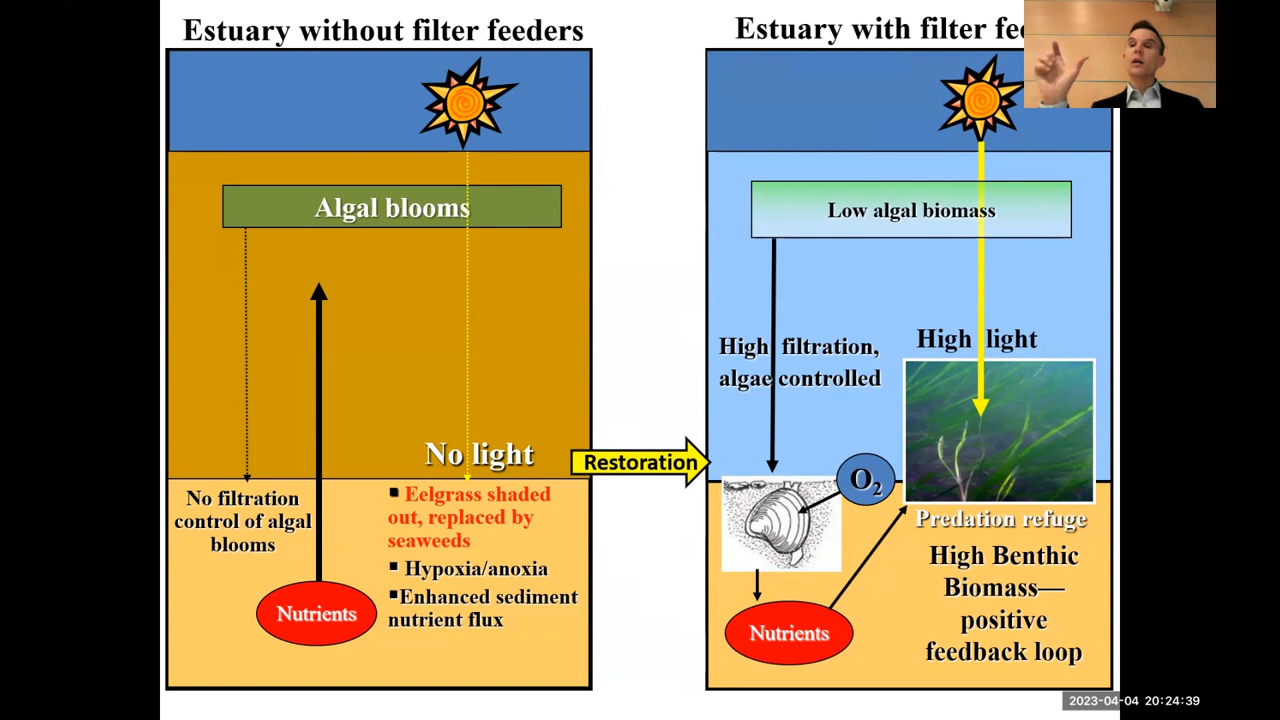 Estuary without filter feeders
Algal blooms
No light
No filtration
control of algal
blooms
▪ Eelgrass shaded
out, replaced by
seaweeds
▪ Hypoxia/anoxia
▪Enhanced sediment
nutrient flux
Nutrients
Restoration
Estuary with filter
Low algal biomass
High filtration,
algae controlled
High light
O2
Predation refuge
High Benthic
Biomass—
positive
feedback loop
Nutrients
2023-04-04 20:24:39